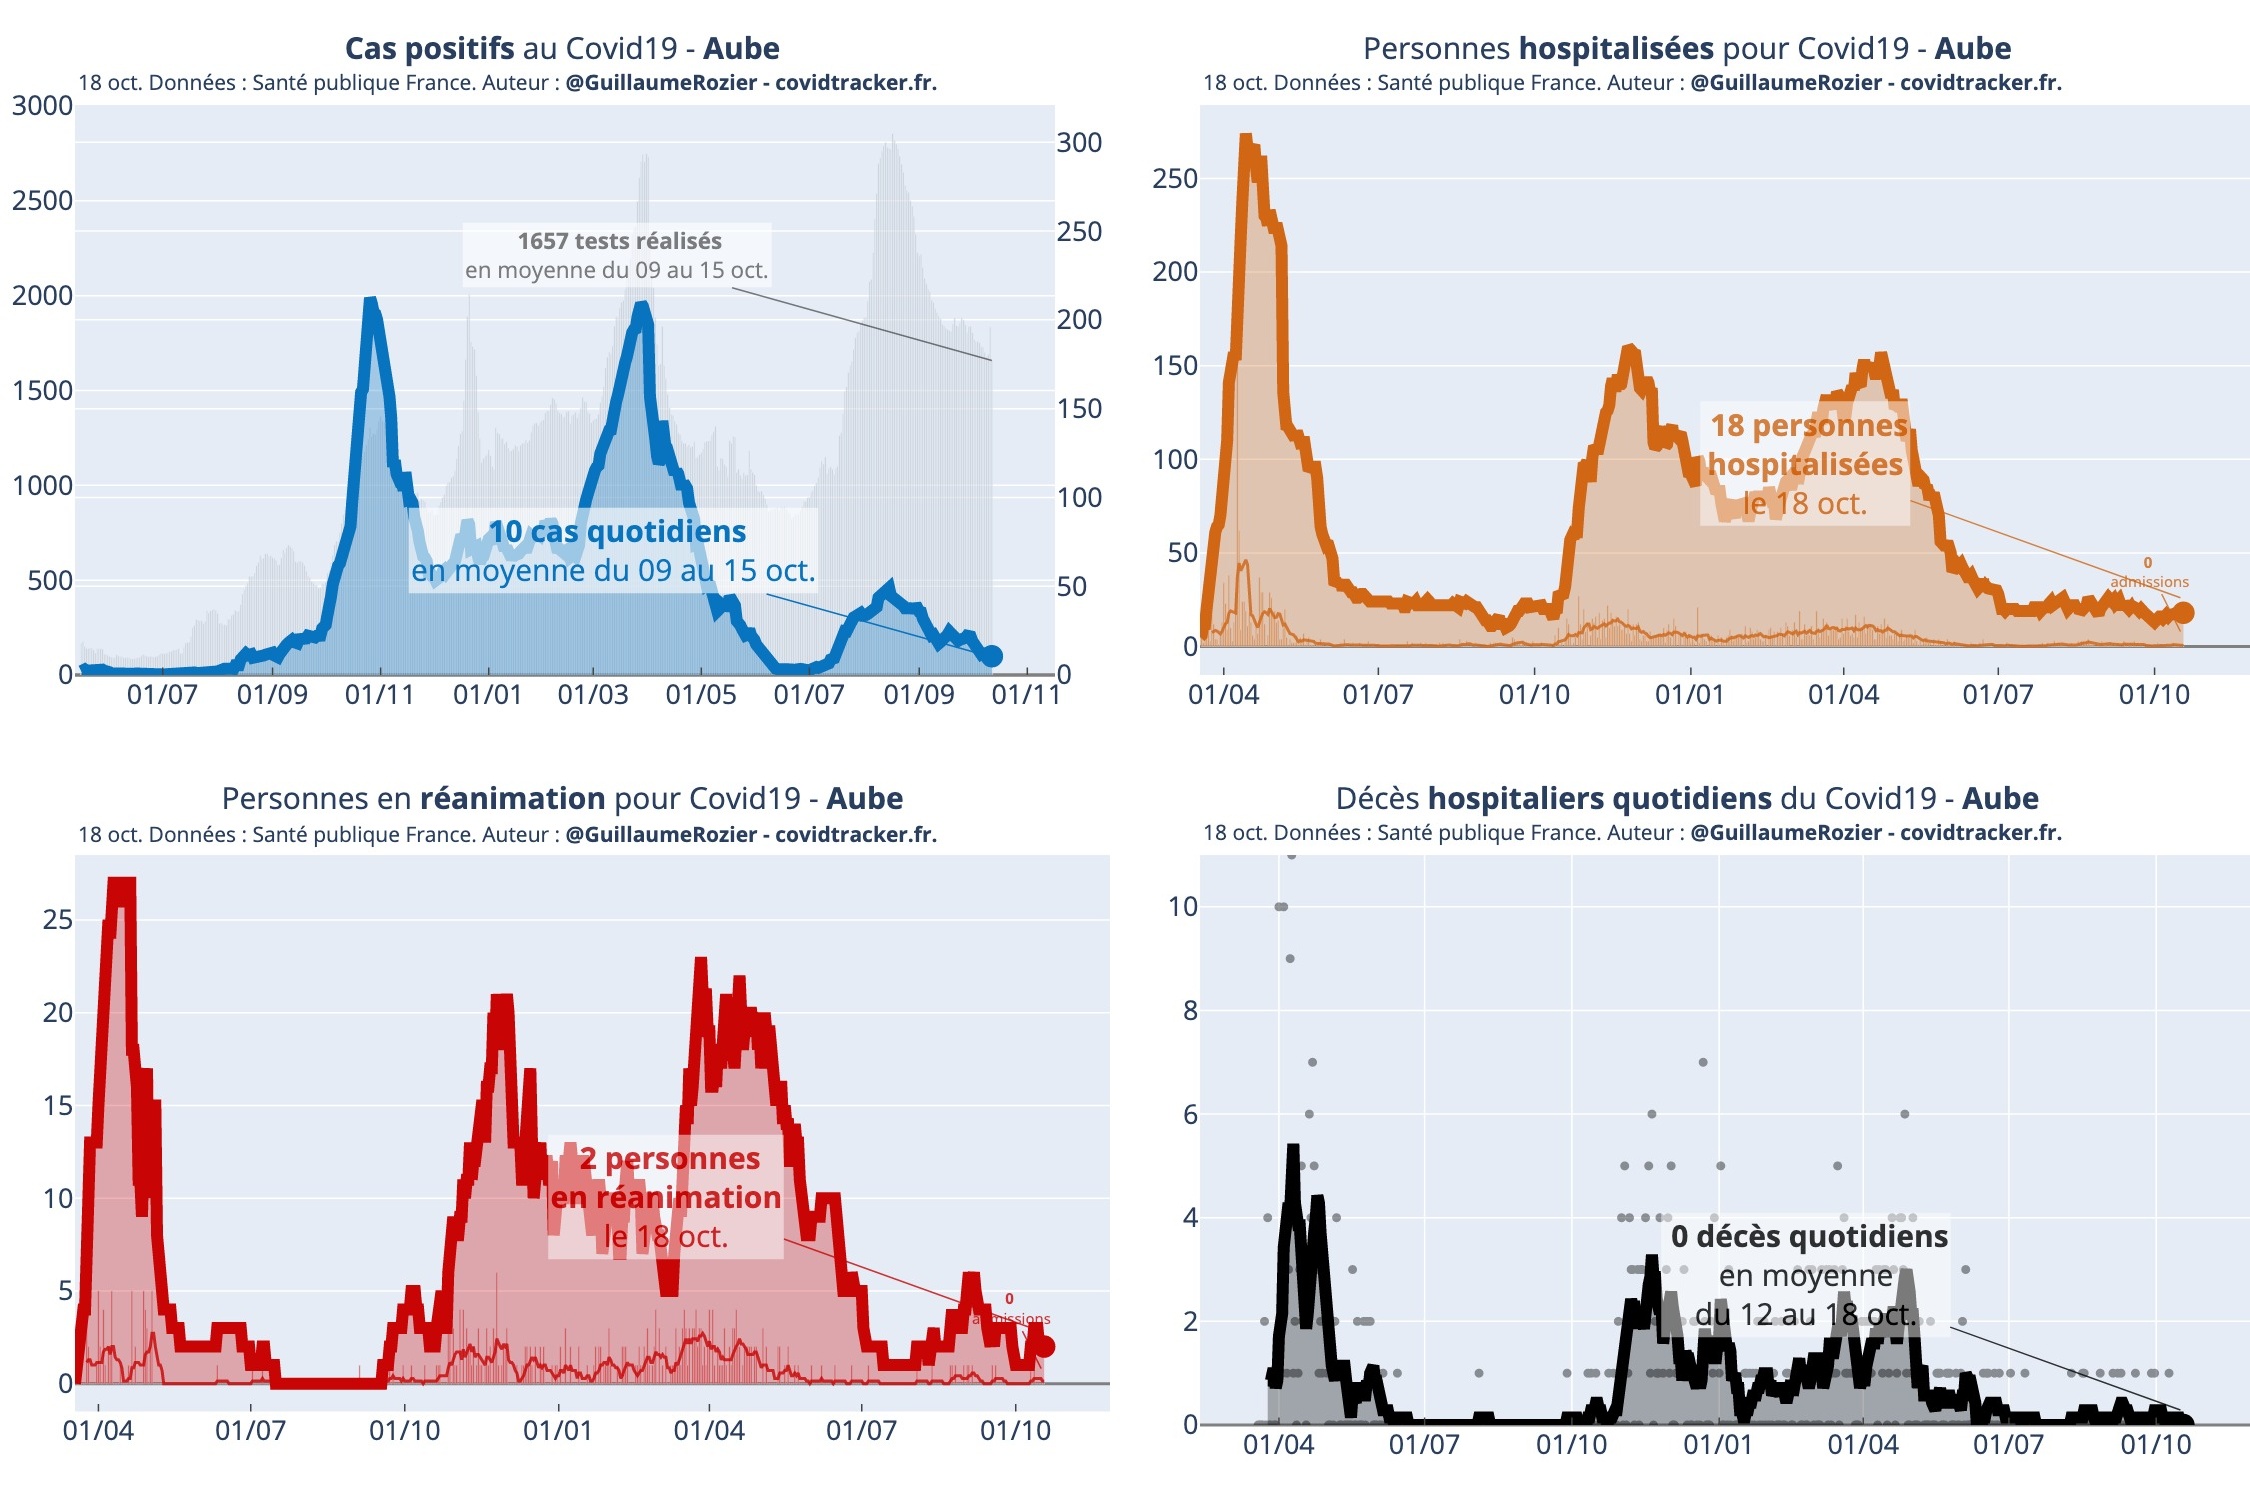 Cas positifs au Covid19 - Aube
18 oct. Données : Santé publique France. Auteur : @GuillaumeRozier - covidtracker.fr.
3000
2500
2000
1500
1000
500
0
300
250
200
150
100
50
0
1657 tests réalisés
en moyenne du 09 au 15 oct.
10 cas quotidiens
en moyenne du 09 au 15 oct.
01/07 01/09 01/11 01/01 01/03 01/05 01/07 01/09 01/11
Personnes hospitalisées pour Covid19 - Aube
18 oct. Données : Santé publique France. Auteur : @GuillaumeRozier - covidtracker.fr.
250
200
150
100
50
0
18 personnes
hospitalisées
le 18 oct.
0
admissions
01/04 01/07 01/10 01/01 01/04 01/07 01/10
Personnes en réanimation pour Covid19 - Aube
18 oct. Données : Santé publique France. Auteur : @GuillaumeRozier - covidtracker.fr.
25
20
15
10
5
0
2 personnes
en réanimation
le 18 oct.
0
admissions
01/04 01/07 01/10 01/01 01/04 01/07 01/10
Décès hospitaliers quotidiens du Covid19 - Aube
18 oct. Données : Santé publique France. Auteur : @GuillaumeRozier - covidtracker.fr.
10
8
6
4
2
0
0 décès quotidiens
en moyenne
du 12 au 18 oct.
01/04 01/07 01/10 01/01 01/04 01/07 01/10